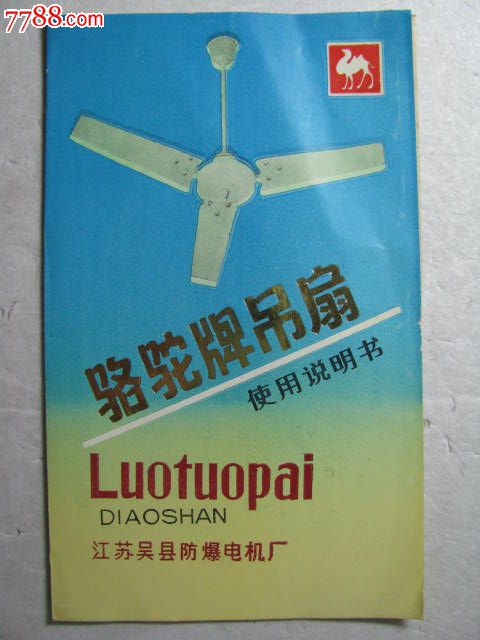 7788.com
骆驼牌吊扇
使用说明书
Luotuopai
DIAOSHAN
江苏吴县防爆电机厂